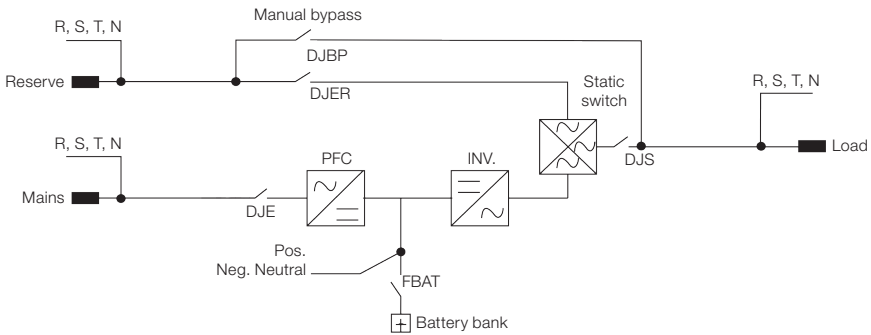 Manual bypass
R, S, T, N
DJBP
Reserve
DJER
Static
switch
R, S, T, N
R, S, T, N
PFC
INV.
DJS
Load
Mains
DJE
Pos.
Neg. Neutral
FBAT
Battery bank